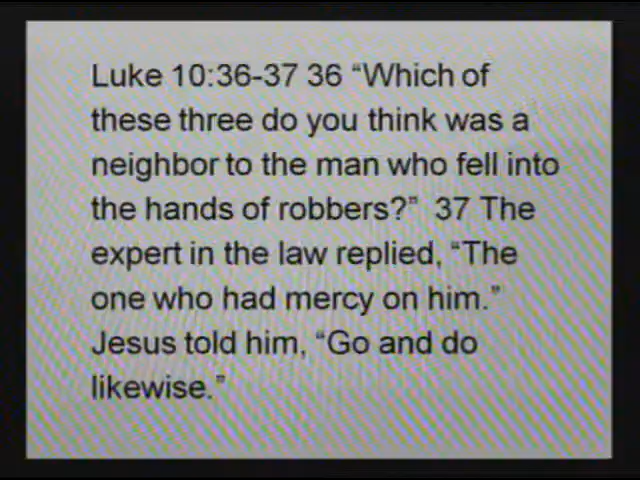 Luke 10:36-37 36 “Which of
these three do you think was a
neighbor to the man who fell into
the hands of robbers?” 37 The
expert in the law replied, “The
one who had mercy on him.”
Jesus told him, “Go and do
likewise.”